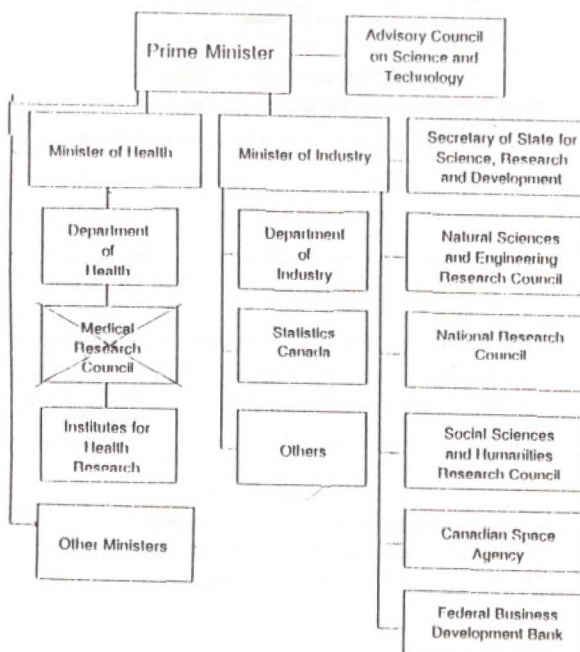 Prime Minister
Advisory Council
on Science and
Technology
Minister of Health
Minister of Industry
Secretary of State for
Science, Research
and Development
Department
of
Health
Department
of
Industry
Natural Sciences
and Engineering
Research Council
Medical
Research
Council
Statistics
Canada
National Research
Council
Institutes for
Health
Research
Others
Social Sciences
and Humanities
Research Council
Other Ministers
Canadian Space
Agency
Federal Business
Development Bank